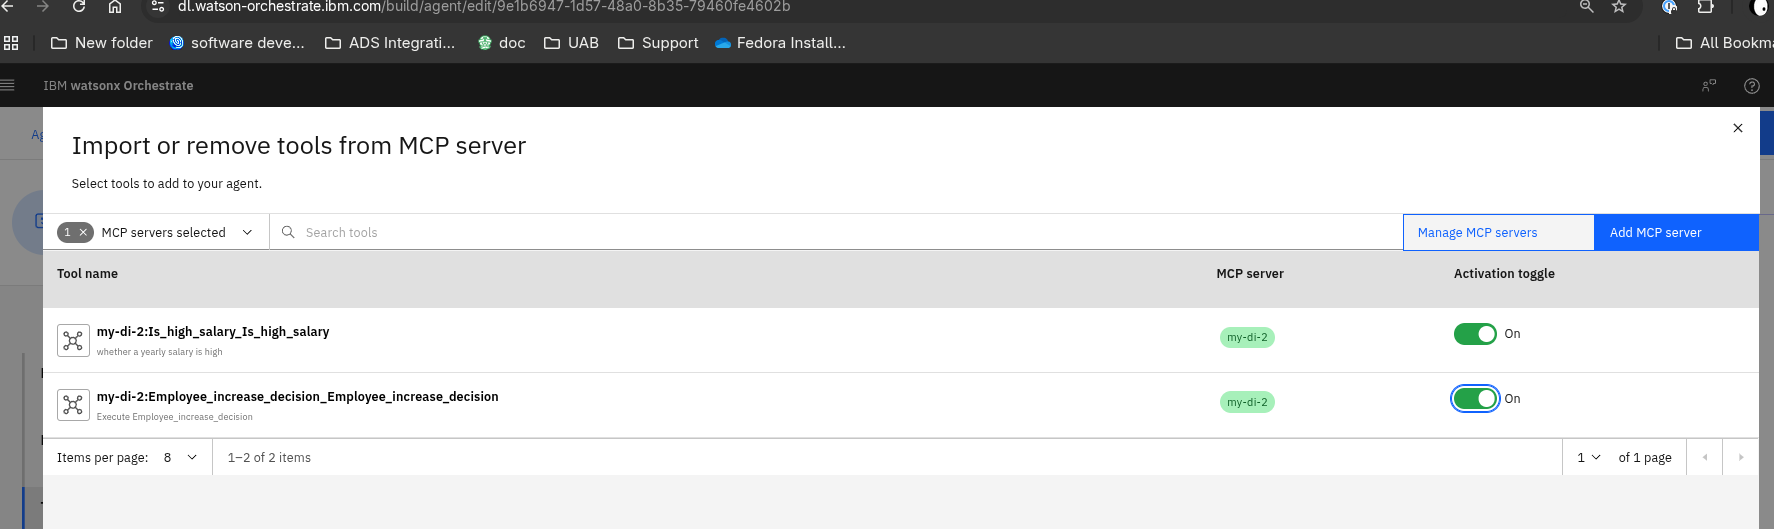 dl.watson-orchestrate.ibm.com/build/agent/edit/9e1b6947-1d57-48a0-8b35-79460fe4602b
New folder software deve... ADS Integrati... doc UAB Support Fedora Install... All Bookma
IBM watsonx Orchestrate
Ag
Import or remove tools from MCP server
Select tools to add to your agent.
1 MCP servers selected Search tools Manage MCP servers Add MCP server
Tool name MCP server Activation toggle
my-di-2:Is_high_salary_Is_high_salary
whether a yearly salary is high
my-di-2 On
my-di-2:Employee_increase_decision_Employee_increase_decision
Execute Employee_increase_decision
my-di-2 On
Items per page: 8 1–2 of 2 items 1 of 1 page